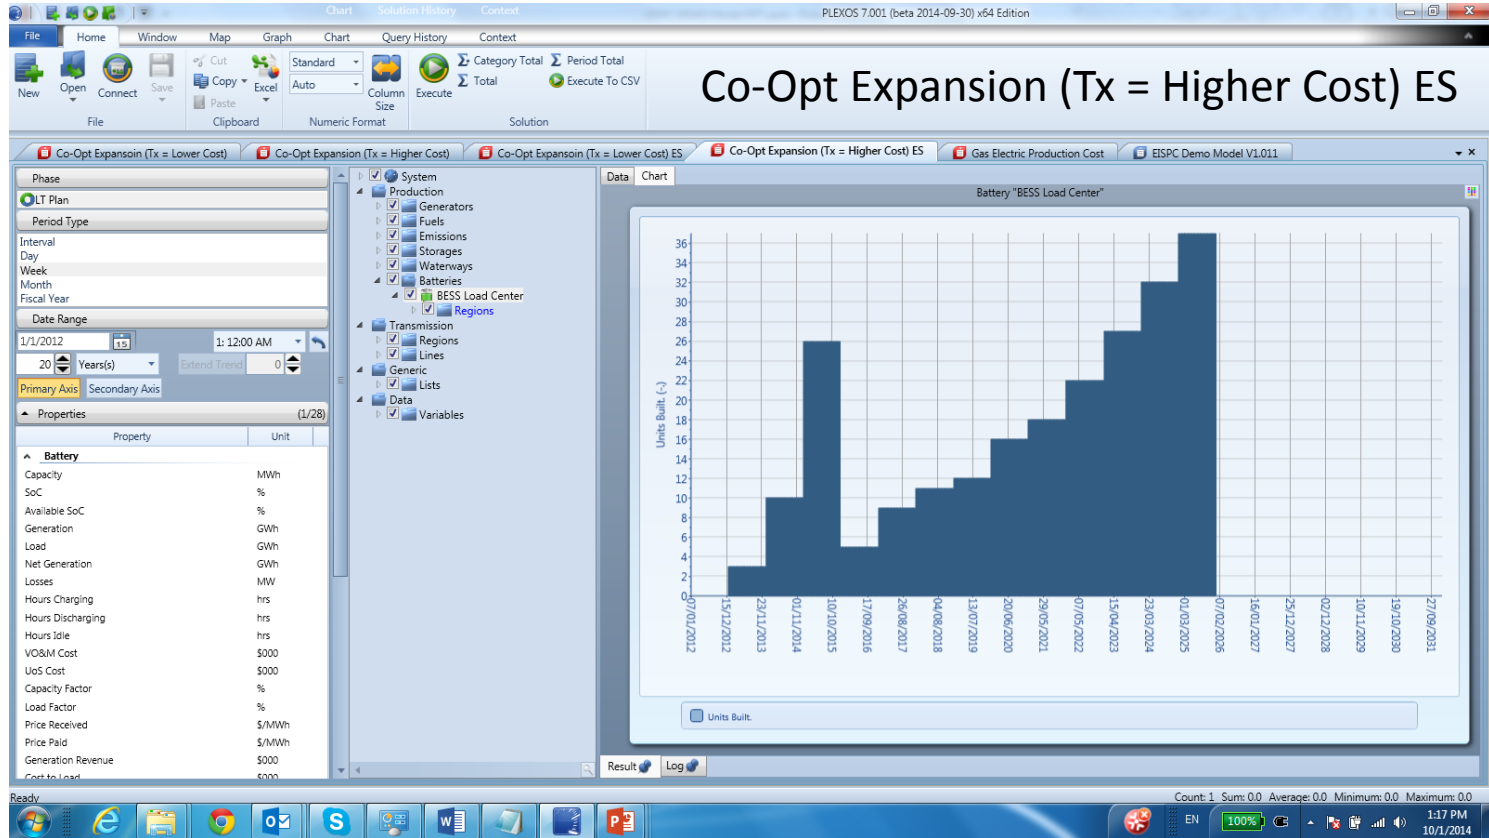 Chart Solution History Context
PLEXOS 7.001 (beta 2014-09-30) x64 Edition
File Home Window Map Graph Chart Query History Context
New Open Connect Save
Cut
Copy
Paste
Excel
Standard
Auto
Column Size
Execute
Σ Category Total Σ Period Total
Σ Total Execute To CSV
File Clipboard Numeric Format Solution
Co-Opt Expansion (Tx = Higher Cost) ES
Co-Opt Expansoin (Tx = Lower Cost) Co-Opt Expansion (Tx = Higher Cost) Co-Opt Expansoin (Tx = Lower Cost) ES Co-Opt Expansion (Tx = Higher Cost) ES Gas Electric Production Cost EISPC Demo Model V1.011
Phase
LT Plan
Period Type
Interval
Day
Week
Month
Fiscal Year
Date Range
1/1/2012 15 1: 12:00 AM
20 Years(s) Extend Trend 0
Primary Axis Secondary Axis
Properties (1/28)
Property Unit
Battery
Capacity MWh
SoC %
Available SoC %
Generation GWh
Load GWh
Net Generation GWh
Losses MW
Hours Charging hrs
Hours Discharging hrs
Hours Idle hrs
VO&M Cost $000
UoS Cost $000
Capacity Factor %
Load Factor %
Price Received $/MWh
Price Paid $/MWh
Generation Revenue $000
Cost to Load $000
System
Production
Generators
Fuels
Emissions
Storages
Waterways
Batteries
BESS Load Center
Regions
Transmission
Regions
Lines
Generic
Lists
Data
Variables
Data Chart
Battery "BESS Load Center"
Units Built. (-)
36
34
32
30
28
26
24
22
20
18
16
14
12
10
8
6
4
2
0
07/01/2012 15/12/2012 23/11/2013 01/11/2014 10/10/2015 17/09/2016 26/08/2017 04/08/2018 13/07/2019 20/06/2020 29/05/2021 07/05/2022 15/04/2023 23/03/2024 01/03/2025 07/02/2026 16/01/2027 25/12/2027 02/12/2028 10/11/2029 19/10/2030 27/09/2031
Units Built.
Result Log
Ready
Count: 1 Sum: 0.0 Average: 0.0 Minimum: 0.0 Maximum: 0.0
EN 100% 1:17 PM
10/1/2014